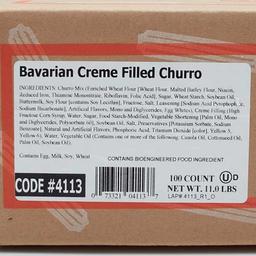 Bavarian Creme Filled Churro
INGREDIENTS: Churro Mix (Enriched Wheat Flour [Wheat Flour, Malted Barley Flour, Niacin,
Reduced Iron, Thiamine Mononitrate, Riboflavin, Folic Acid], Sugar, Wheat Starch, Soybean Oil,
Buttermilk, Soy Flour [contains Soy Lecithin], Fructose, Salt, Leavening [Sodium Acid Pyrophosphate,
Sodium Bicarbonate], Artificial Flavors, Mono and Diglycerides, Egg Whites), Creme Filling (High
Fructose Corn Syrup, Water, Sugar, Food Starch-Modified, Vegetable Shortening [Palm Oil, Mono
and Diglycerides, Polysorbate 60], Soybean Oil, Salt, Preservatives [Potassium Sorbate, Sodium
Benzoate], Natural and Artificial Flavors, Phosphoric Acid, Titanium Dioxide [color], Yellow 5,
Yellow 6), Water, Vegetable Oil (Contains one or more of the following: Canola Oil, Cottonseed Oil,
Palm Oil, Soybean Oil).
Contains Egg, Milk, Soy, Wheat
CONTAINS BIOENGINEERED FOOD INGREDIENT
CODE #4113
0 73321 04113 7
100 COUNT U D
NET WT. 11.0 LBS
LAP# 4113_R1_O